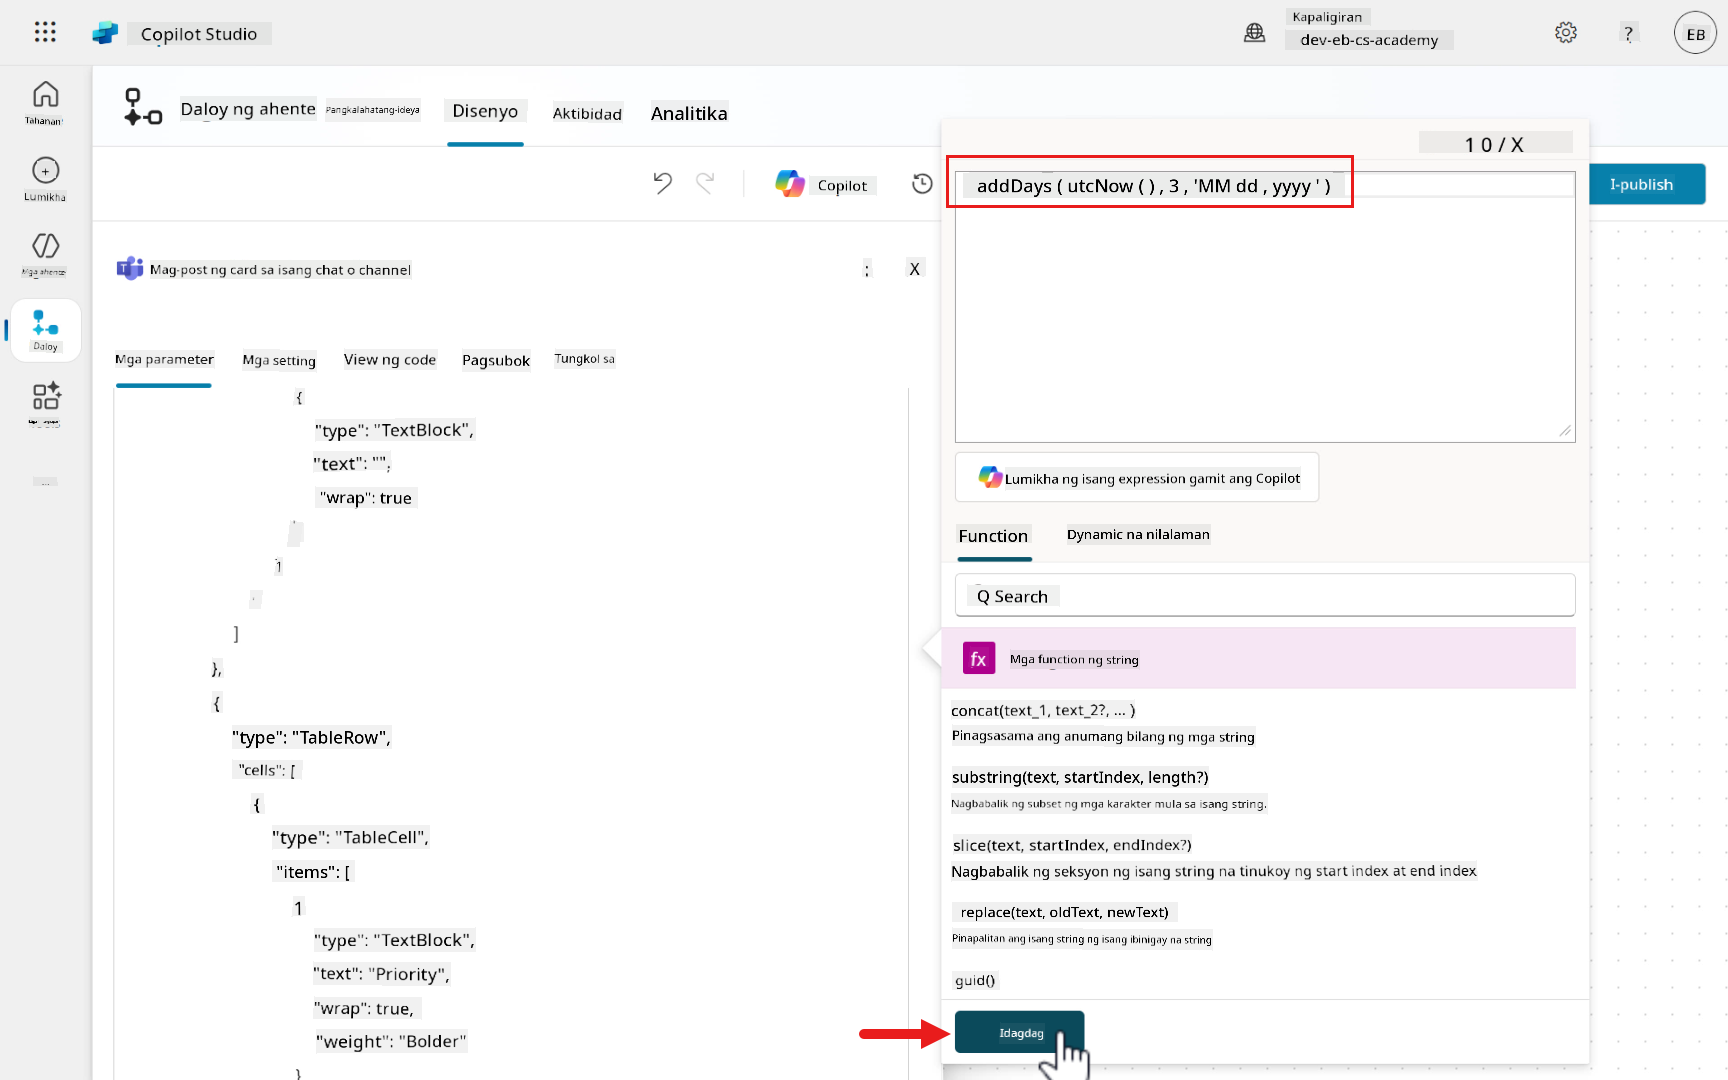 Copilot Studio
Kapaligiran
dev-eb-cs-academy
?
EB
Tahanan
Lumikha
Mga ahente
Daloy
...
Daloy ng ahente
Pangkalahatang-ideya
Disenyo
Aktibidad
Analitika
Copilot
I-publish
Mag-post ng card sa isang chat o channel
:
X
Mga parameter
Mga setting
View ng code
Pagsubok
Tungkol sa
{
"type": "TextBlock",
"text": "",
"wrap": true
1
]
},
{
"type": "TableRow",
"cells": [
{
"type": "TableCell",
"items": [
1
"type": "TextBlock",
"text": "Priority",
"wrap": true,
"weight": "Bolder"
}
1 0 / X
addDays ( utcNow ( ) , 3 , 'MM dd , yyyy ' )
Lumikha ng isang expression gamit ang Copilot
Function
Dynamic na nilalaman
Q Search
fx
Mga function ng string
concat(text_1, text_2?, ... )
Pinagsasama ang anumang bilang ng mga string
substring(text, startIndex, length?)
Nagbabalik ng subset ng mga karakter mula sa isang string.
slice(text, startIndex, endIndex?)
Nagbabalik ng seksyon ng isang string na tinukoy ng start index at end index
replace(text, oldText, newText)
Pinapalitan ang isang string ng isang ibinigay na string
guid()
Idagdag